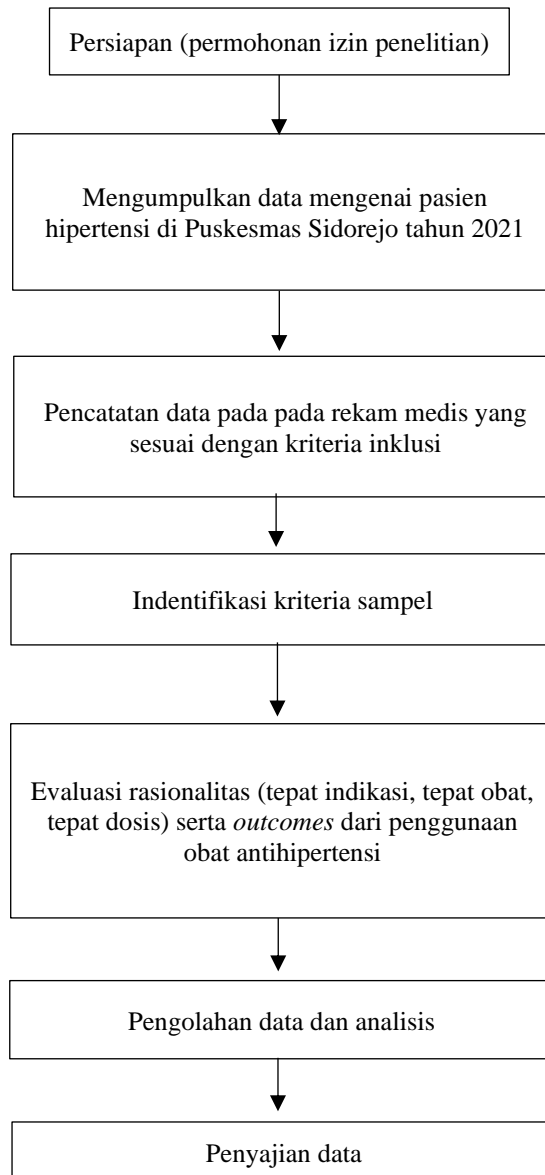 Persiapan (permohonan izin penelitian)
Mengumpulkan data mengenai pasien
hipertensi di Puskesmas Sidorejo tahun 2021
Pencatatan data pada pada rekam medis yang
sesuai dengan kriteria inklusi
Indentifikasi kriteria sampel
Evaluasi rasionalitas (tepat indikasi, tepat obat,
tepat dosis) serta outcomes dari penggunaan
obat antihipertensi
Pengolahan data dan analisis
Penyajian data